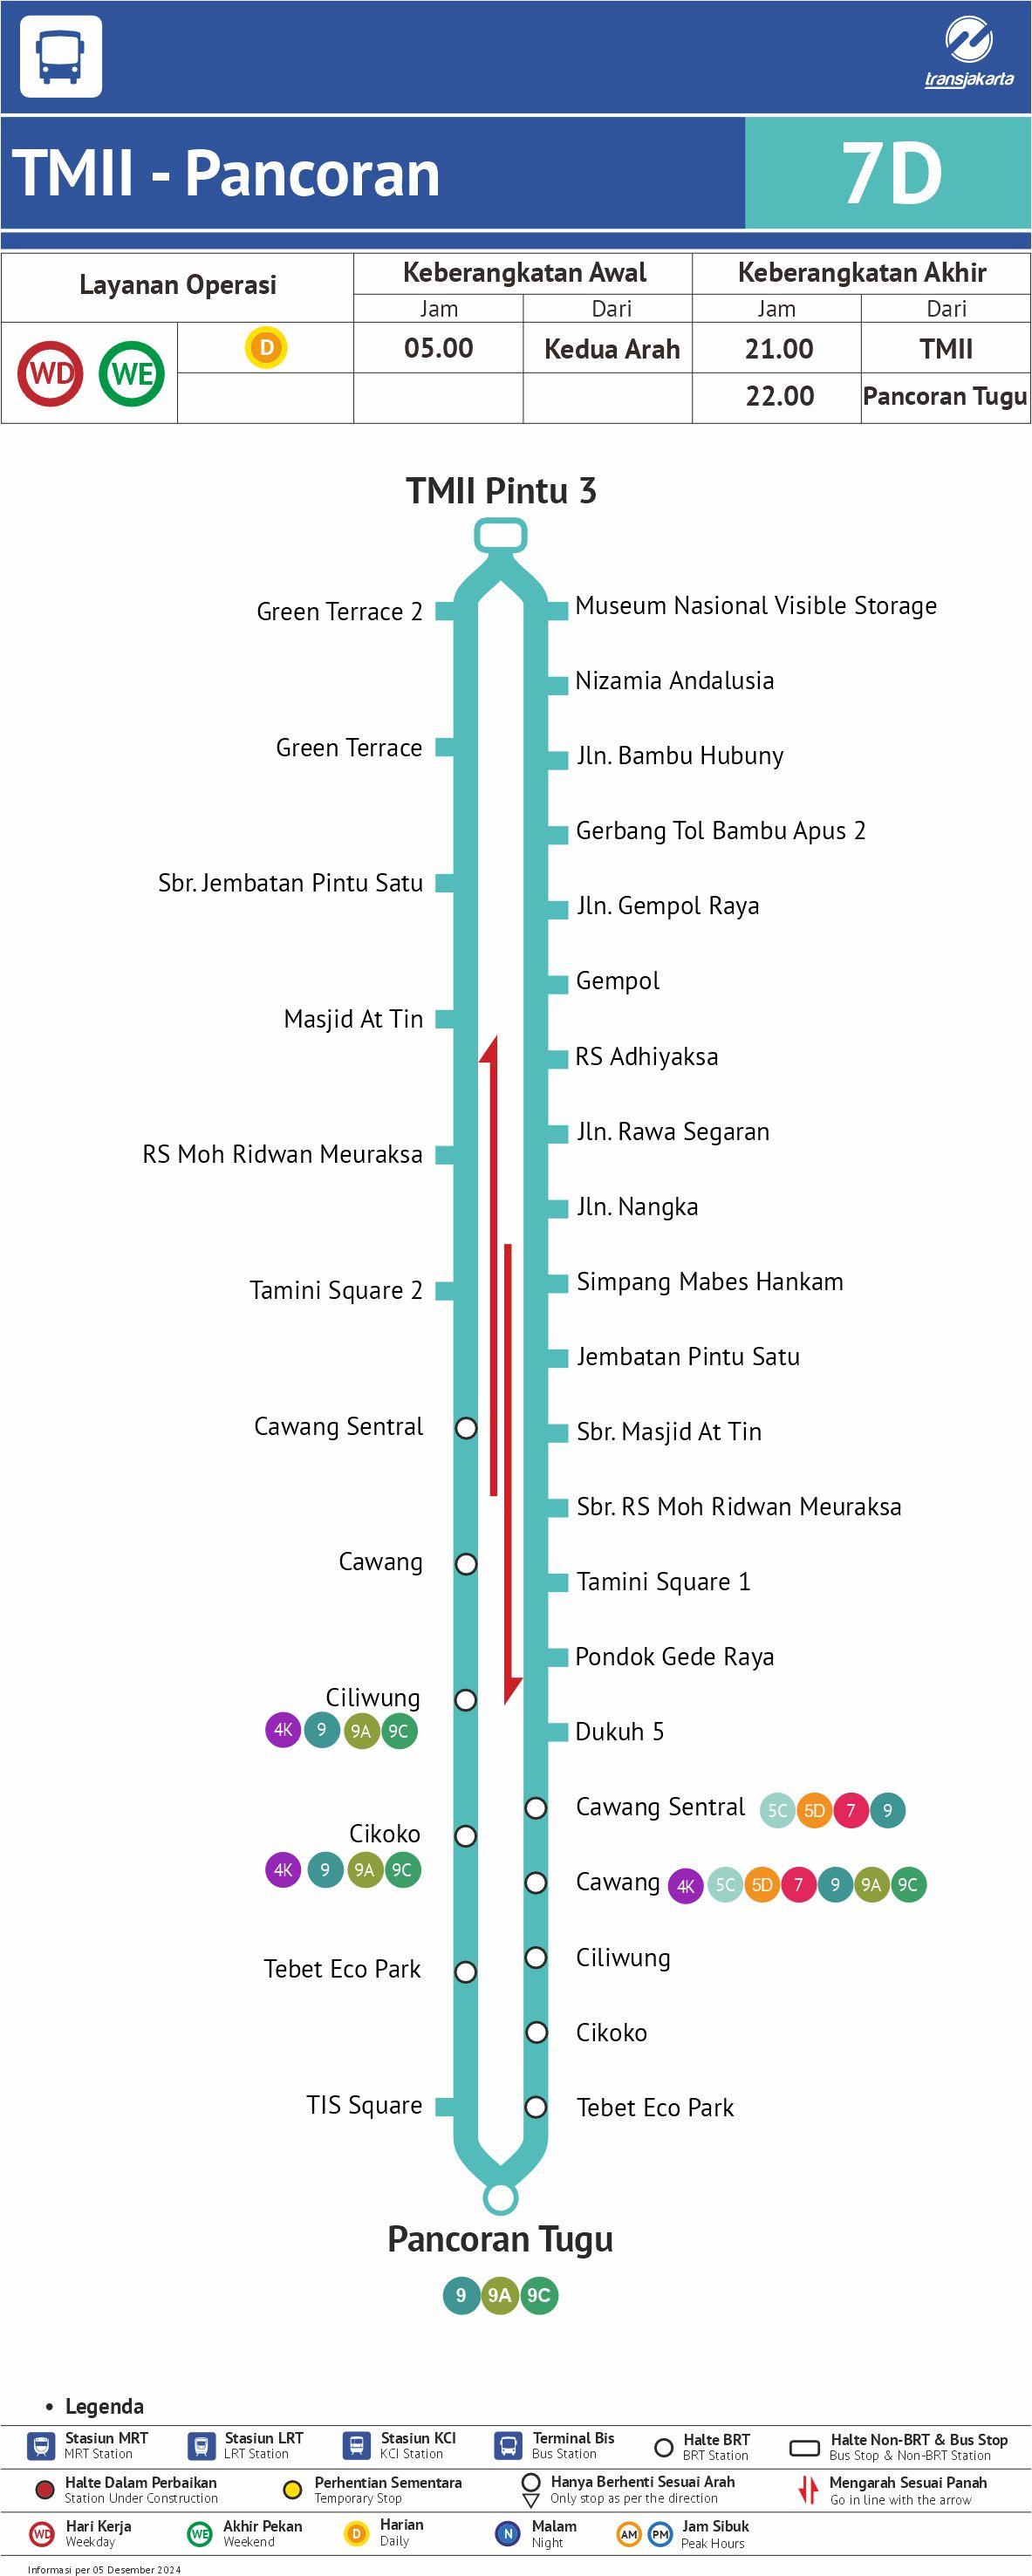 transjakarta
TMII - Pancoran
7D
Layanan Operasi
Keberangkatan Awal
Keberangkatan Akhir
Jam
Dari
Jam
Dari
WD
WE
D
05.00
Kedua Arah
21.00
TMII
22.00
Pancoran Tugu
TMII Pintu 3
Green Terrace 2
Green Terrace
Sbr. Jembatan Pintu Satu
Masjid At Tin
RS Moh Ridwan Meuraksa
Tamini Square 2
Cawang Sentral
Cawang
Ciliwung
4K 9 9A 9C
Cikoko
4K 9 9A 9C
Tebet Eco Park
TIS Square
Museum Nasional Visible Storage
Nizamia Andalusia
Jln. Bambu Hubuny
Gerbang Tol Bambu Apus 2
Jln. Gempol Raya
Gempol
RS Adhiyaksa
Jln. Rawa Segaran
Jln. Nangka
Simpang Mabes Hankam
Jembatan Pintu Satu
Sbr. Masjid At Tin
Sbr. RS Moh Ridwan Meuraksa
Tamini Square 1
Pondok Gede Raya
Dukuh 5
Cawang Sentral 5C 5D 7 9
Cawang 4K 5C 5D 7 9 9A 9C
Ciliwung
Cikoko
Tebet Eco Park
Pancoran Tugu
9 9A 9C
• Legenda
Stasiun MRT
MRT Station
Stasiun LRT
LRT Station
Stasiun KCI
KCI Station
Terminal Bis
Bus Station
Halte BRT
BRT Station
Halte Non-BRT & Bus Stop
Bus Stop & Non-BRT Station
Halte Dalam Perbaikan
Station Under Construction
Perhentian Sementara
Temporary Stop
Hanya Berhenti Sesuai Arah
Only stop as per the direction
Mengarah Sesuai Panah
Go in line with the arrow
WD
Hari Kerja
Weekday
WE
Akhir Pekan
Weekend
D
Harian
Daily
N
Malam
Night
AM PM
Jam Sibuk
Peak Hours
Informasi per 05 Desember 2024